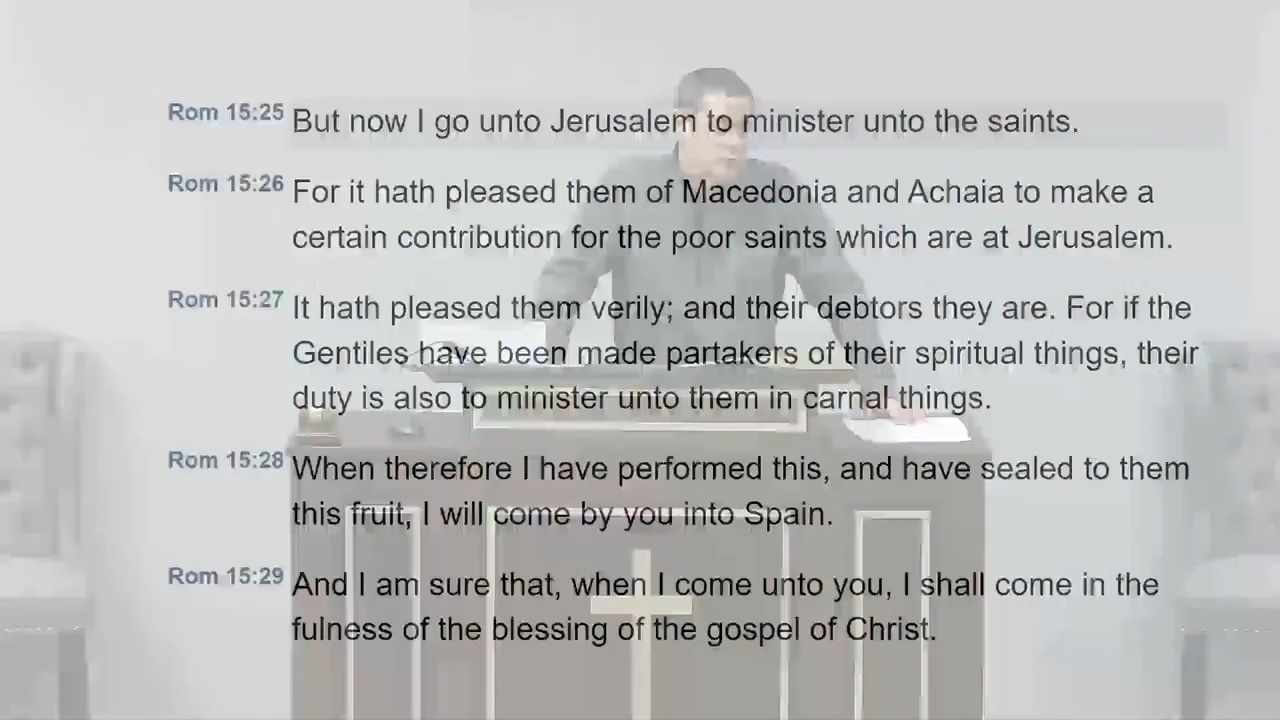 Rom 15:25 But now I go unto Jerusalem to minister unto the saints.
Rom 15:26 For it hath pleased them of Macedonia and Achaia to make a
certain contribution for the poor saints which are at Jerusalem.
Rom 15:27 It hath pleased them verily; and their debtors they are. For if the
Gentiles have been made partakers of their spiritual things, their
duty is also to minister unto them in carnal things.
Rom 15:28 When therefore I have performed this, and have sealed to them
this fruit, I will come by you into Spain.
Rom 15:29 And I am sure that, when I come unto you, I shall come in the
fulness of the blessing of the gospel of Christ.